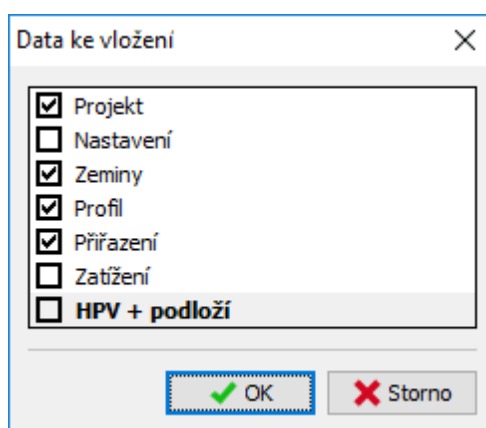 Data ke vložení
Projekt
Nastavení
Zeminy
Profil
Přiřazení
Zatížení
HPV + podloží
OK
Storno